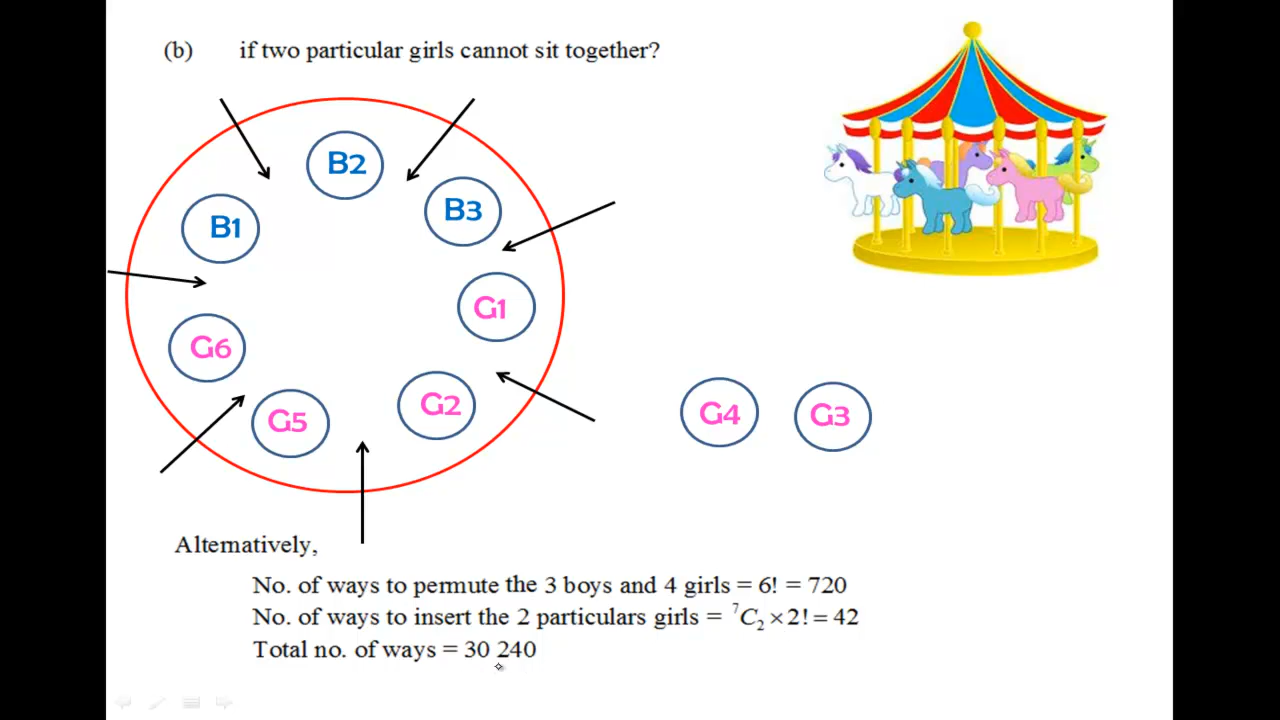 (b) if two particular girls cannot sit together?
B2
B3
B1
G1
G6
G2
G5
G4 G3
Alternatively,
No. of ways to permute the 3 boys and 4 girls = 6! = 720
No. of ways to insert the 2 particulars girls = ⁷C₂ × 2! = 42
Total no. of ways = 30 240